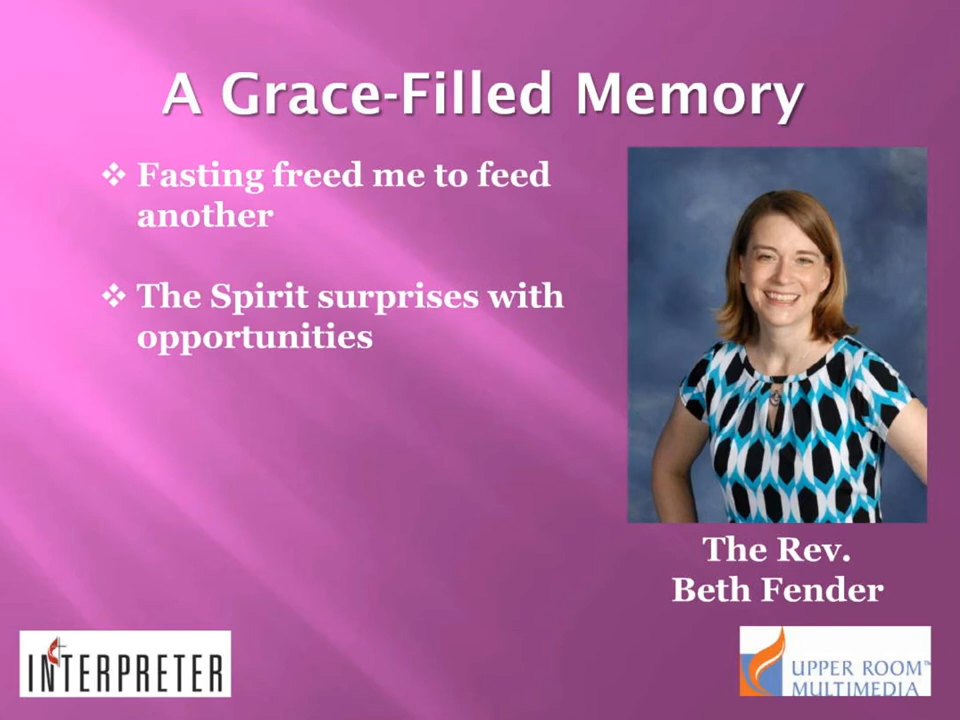 A Grace-Filled Memory
❖ Fasting freed me to feed
another
❖ The Spirit surprises with
opportunities
The Rev.
Beth Fender
INTERPRETER
UPPER ROOM™
MULTIMEDIA